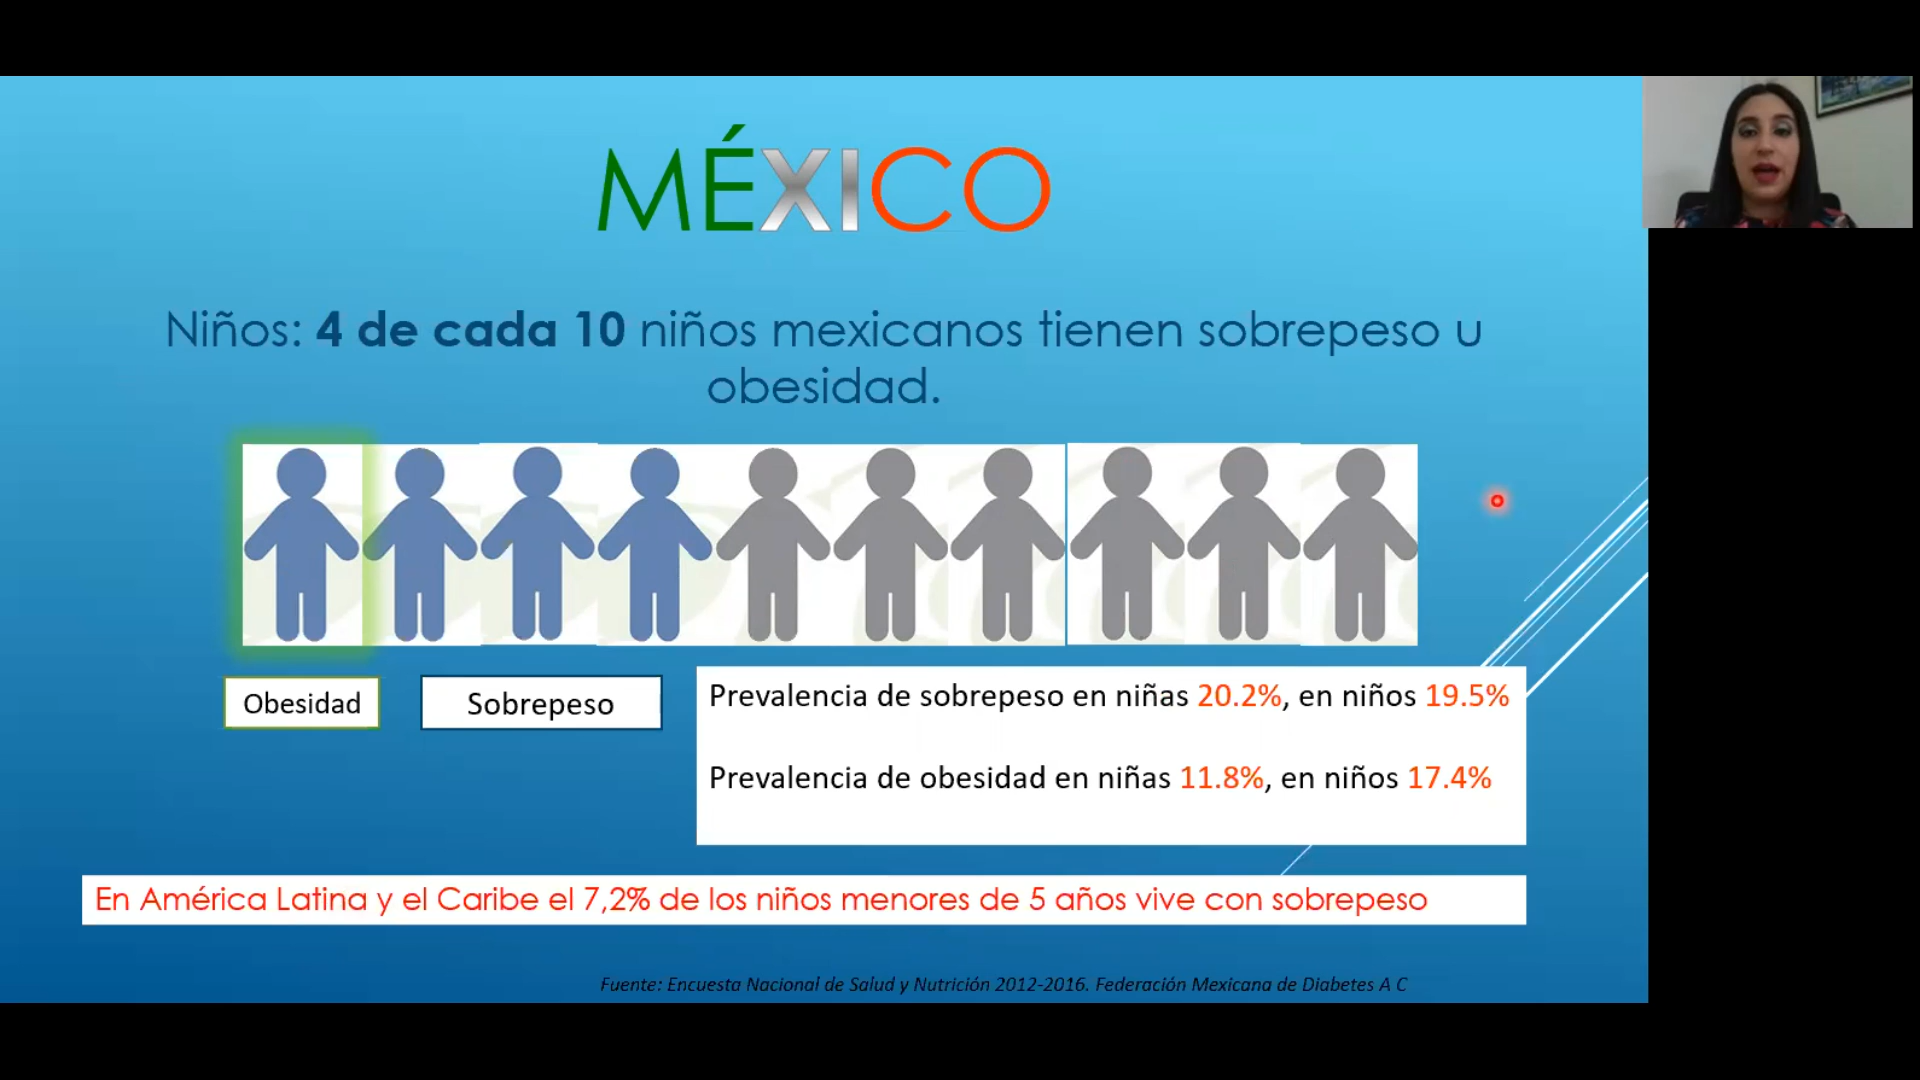 MÉXICO
Niños: 4 de cada 10 niños mexicanos tienen sobrepeso u
obesidad.
Obesidad
Sobrepeso
Prevalencia de sobrepeso en niñas 20.2%, en niños 19.5%
Prevalencia de obesidad en niñas 11.8%, en niños 17.4%
En América Latina y el Caribe el 7,2% de los niños menores de 5 años vive con sobrepeso
Fuente: Encuesta Nacional de Salud y Nutrición 2012-2016. Federación Mexicana de Diabetes A C